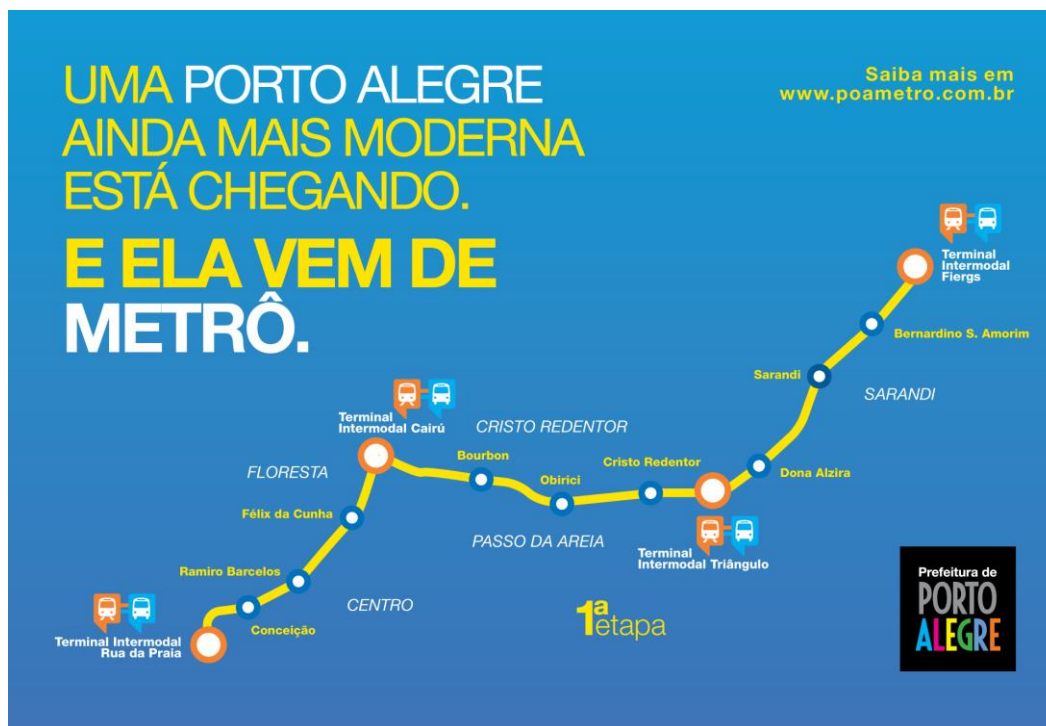 UMA PORTO ALEGRE
AINDA MAIS MODERNA
ESTÁ CHEGANDO.
E ELA VEM DE
METRÔ.
Saiba mais em
www.poametro.com.br
Terminal
Intermodal
Fiergs
Bernardino S. Amorim
Sarandi
SARANDI
Terminal
Intermodal Cairú
CRISTO REDENTOR
FLORESTA
Bourbon
Obirici
Cristo Redentor
Dona Alzira
Félix da Cunha
PASSO DA AREIA
Terminal
Intermodal Triângulo
Ramiro Barcelos
CENTRO
Conceição
Terminal Intermodal
Rua da Praia
1ª
etapa
Prefeitura de
PORTO
ALEGRE